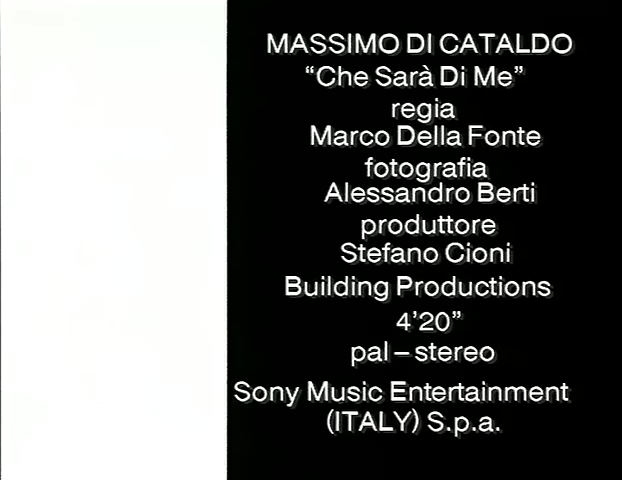 MASSIMO DI CATALDO
“Che Sarà Di Me”
regia
Marco Della Fonte
fotografia
Alessandro Berti
produttore
Stefano Cioni
Building Productions
4’20”
pal – stereo
Sony Music Entertainment
(ITALY) S.p.a.